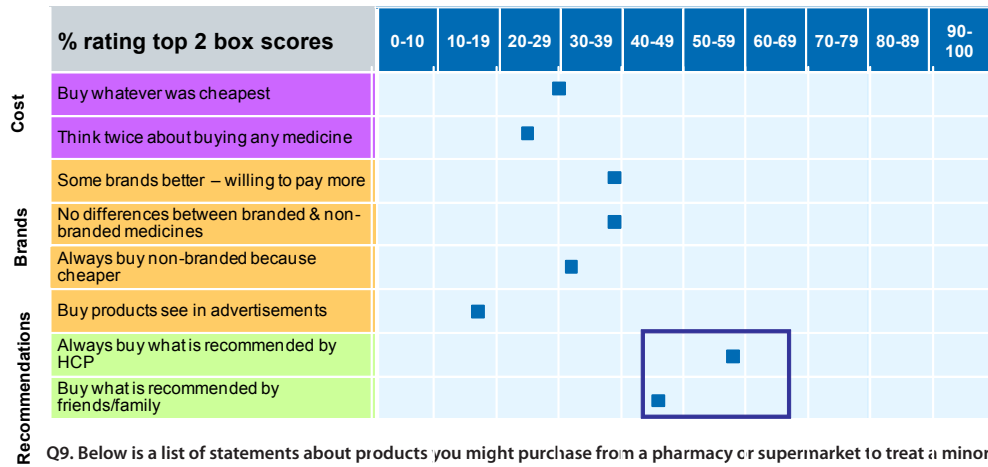 % rating top 2 box scores
0-10 10-19 20-29 30-39 40-49 50-59 60-69 70-79 80-89 90-
100
Cost
Buy whatever was cheapest
Think twice about buying any medicine
Brands
Some brands better – willing to pay more
No differences between branded & non-
branded medicines
Always buy non-branded because
cheaper
Buy products see in advertisements
Recommendations
Always buy what is recommended by
HCP
Buy what is recommended by
friends/family
Q9. Below is a list of statements about products you might purchase from a pharmacy or supermarket to treat a minor